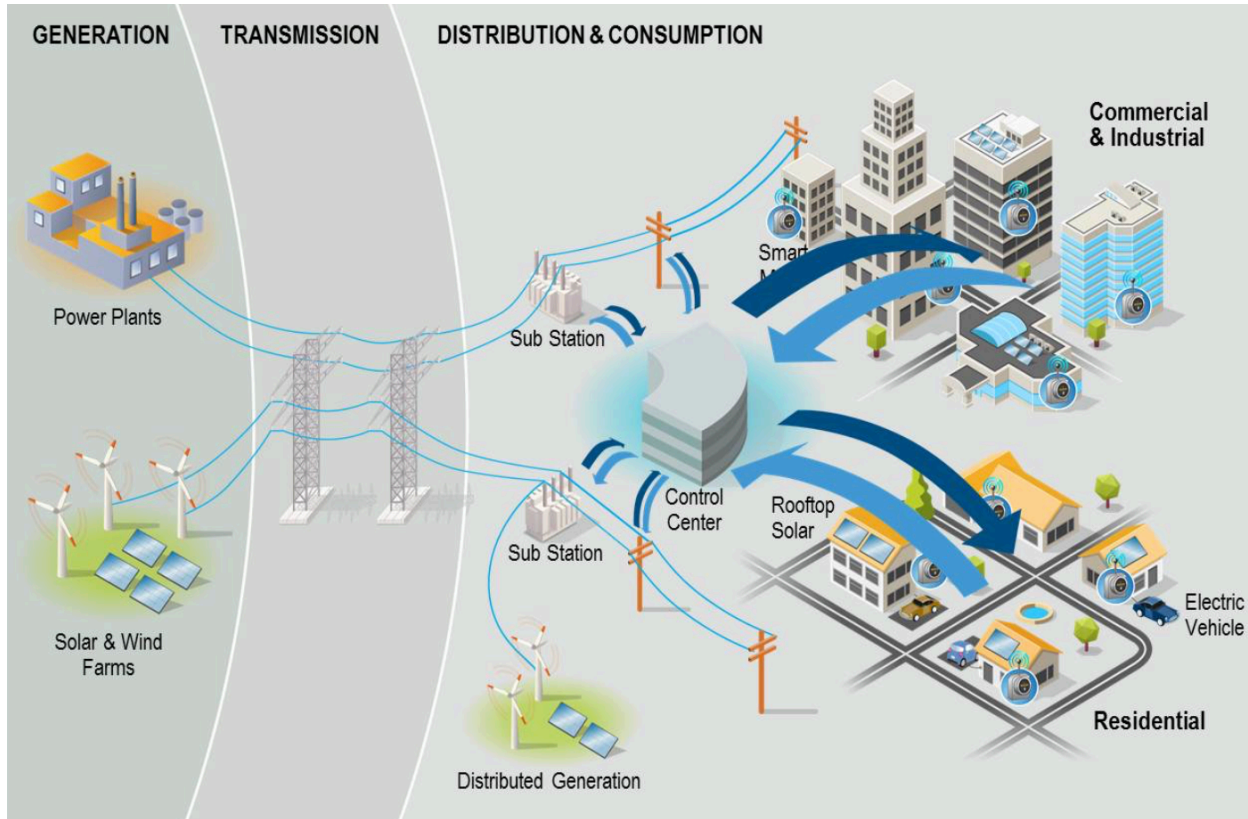 GENERATION
TRANSMISSION
DISTRIBUTION & CONSUMPTION
Commercial
& Industrial
Power Plants
Sub Station
Smart
Control
Center
Rooftop
Solar
Sub Station
Electric
Vehicle
Solar & Wind
Farms
Residential
Distributed Generation